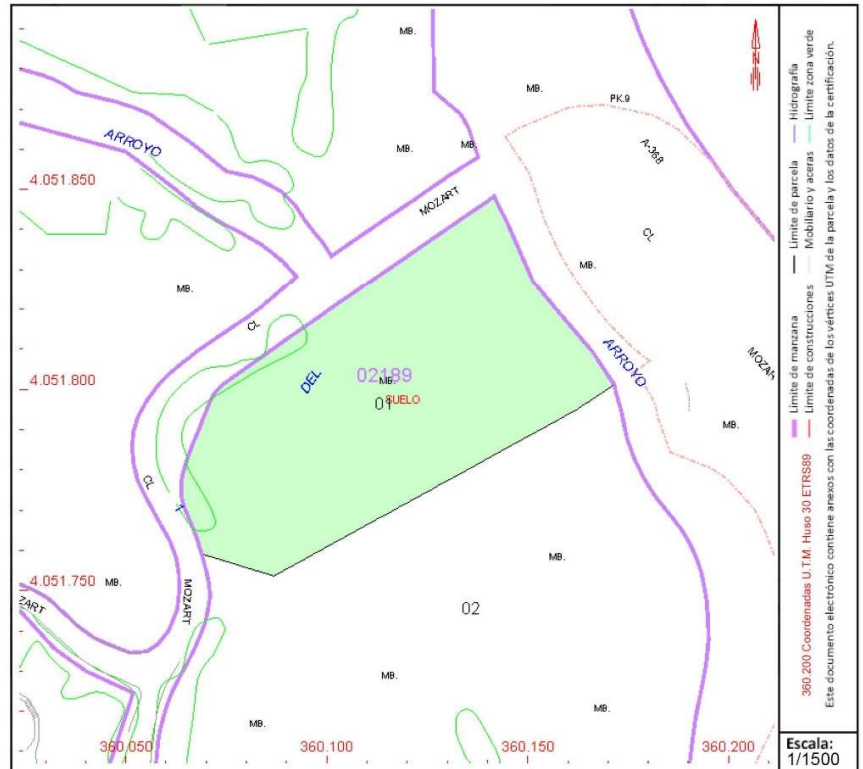 MB.
MB.
PK.9
N
ARROYO
MB.
MB.
A-368
4.051.850
MOZART
CL
MB.
MB.
CL
ARROYO
MOZAR
4.051.800
DEL
02189
MB.
01
SUELO
MB.
CL
MB.
4.051.750
MB.
ZART
MOZART
02
MB.
MB.
MB.
360.050
360.100
360.150
360.200
360.200 Coordenadas U.T.M. Huso 30 ETRS89
Límite de manzana
Límite de parcela
Hidrografía
Límite de construcciones
Mobiliario y aceras
Límite zona verde
Este documento electrónico contiene anexos con las coordenadas de los vértices UTM de la parcela y los datos de la certificación.
Escala:
1/1500